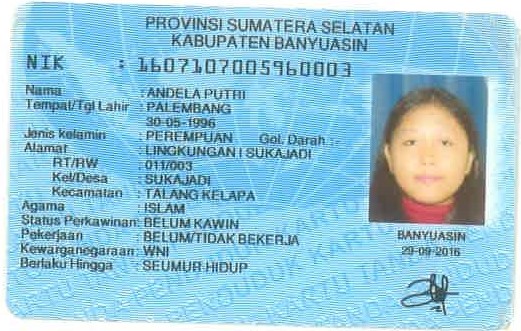 PROVINSI SUMATERA SELATAN
KABUPATEN BANYUASIN
NIK : 1607107005960003
Nama : ANDELA PUTRI
Tempat/Tgl Lahir : PALEMBANG
30-05-1996
Jenis kelamin : PEREMPUAN Gol. Darah :-
Alamat : LINGKUNGAN I SUKAJADI
RT/RW : 011/003
Kel/Desa : SUKAJADI
Kecamatan : TALANG KELAPA
Agama : ISLAM
Status Perkawinan: BELUM KAWIN
Pekerjaan : BELUM/TIDAK BEKERJA
Kewarganegaraan: WNI
Berlaku Hingga : SEUMUR HIDUP
BANYUASIN
29-09-2016